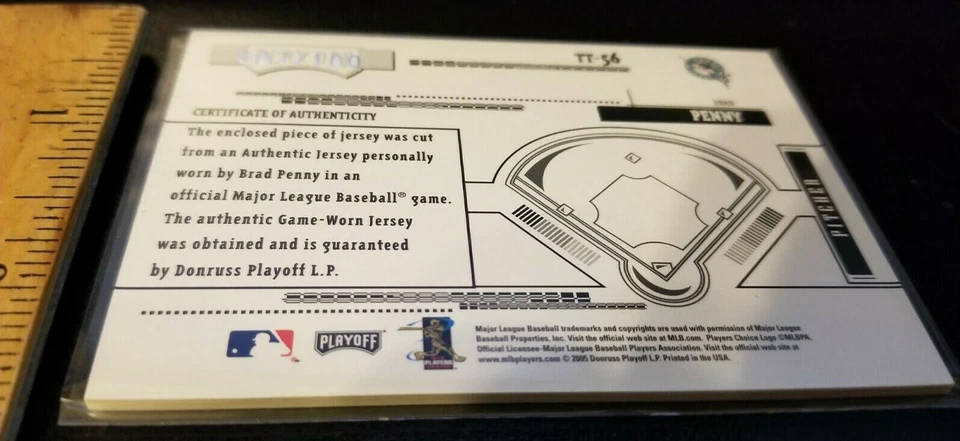 TT-56
BRAD
PENNY
CERTIFICATE OF AUTHENTICITY
The enclosed piece of jersey was cut
from an Authentic Jersey personally
worn by Brad Penny in an
official Major League Baseball® game.
The authentic Game-Worn Jersey
was obtained and is guaranteed
by Donruss Playoff L.P.
PITCHER
PLAYOFF
PLAYERS
Major League Baseball trademarks and copyrights are used with permission of Major League
Baseball Properties, Inc. Visit the official web site at MLB.com. Players Choice Logo ©MLBPA.
Official Licensee-Major League Baseball Players Association. Visit the official web site at
www.mlbplayers.com © 2005 Donruss Playoff L.P. Printed in the USA.